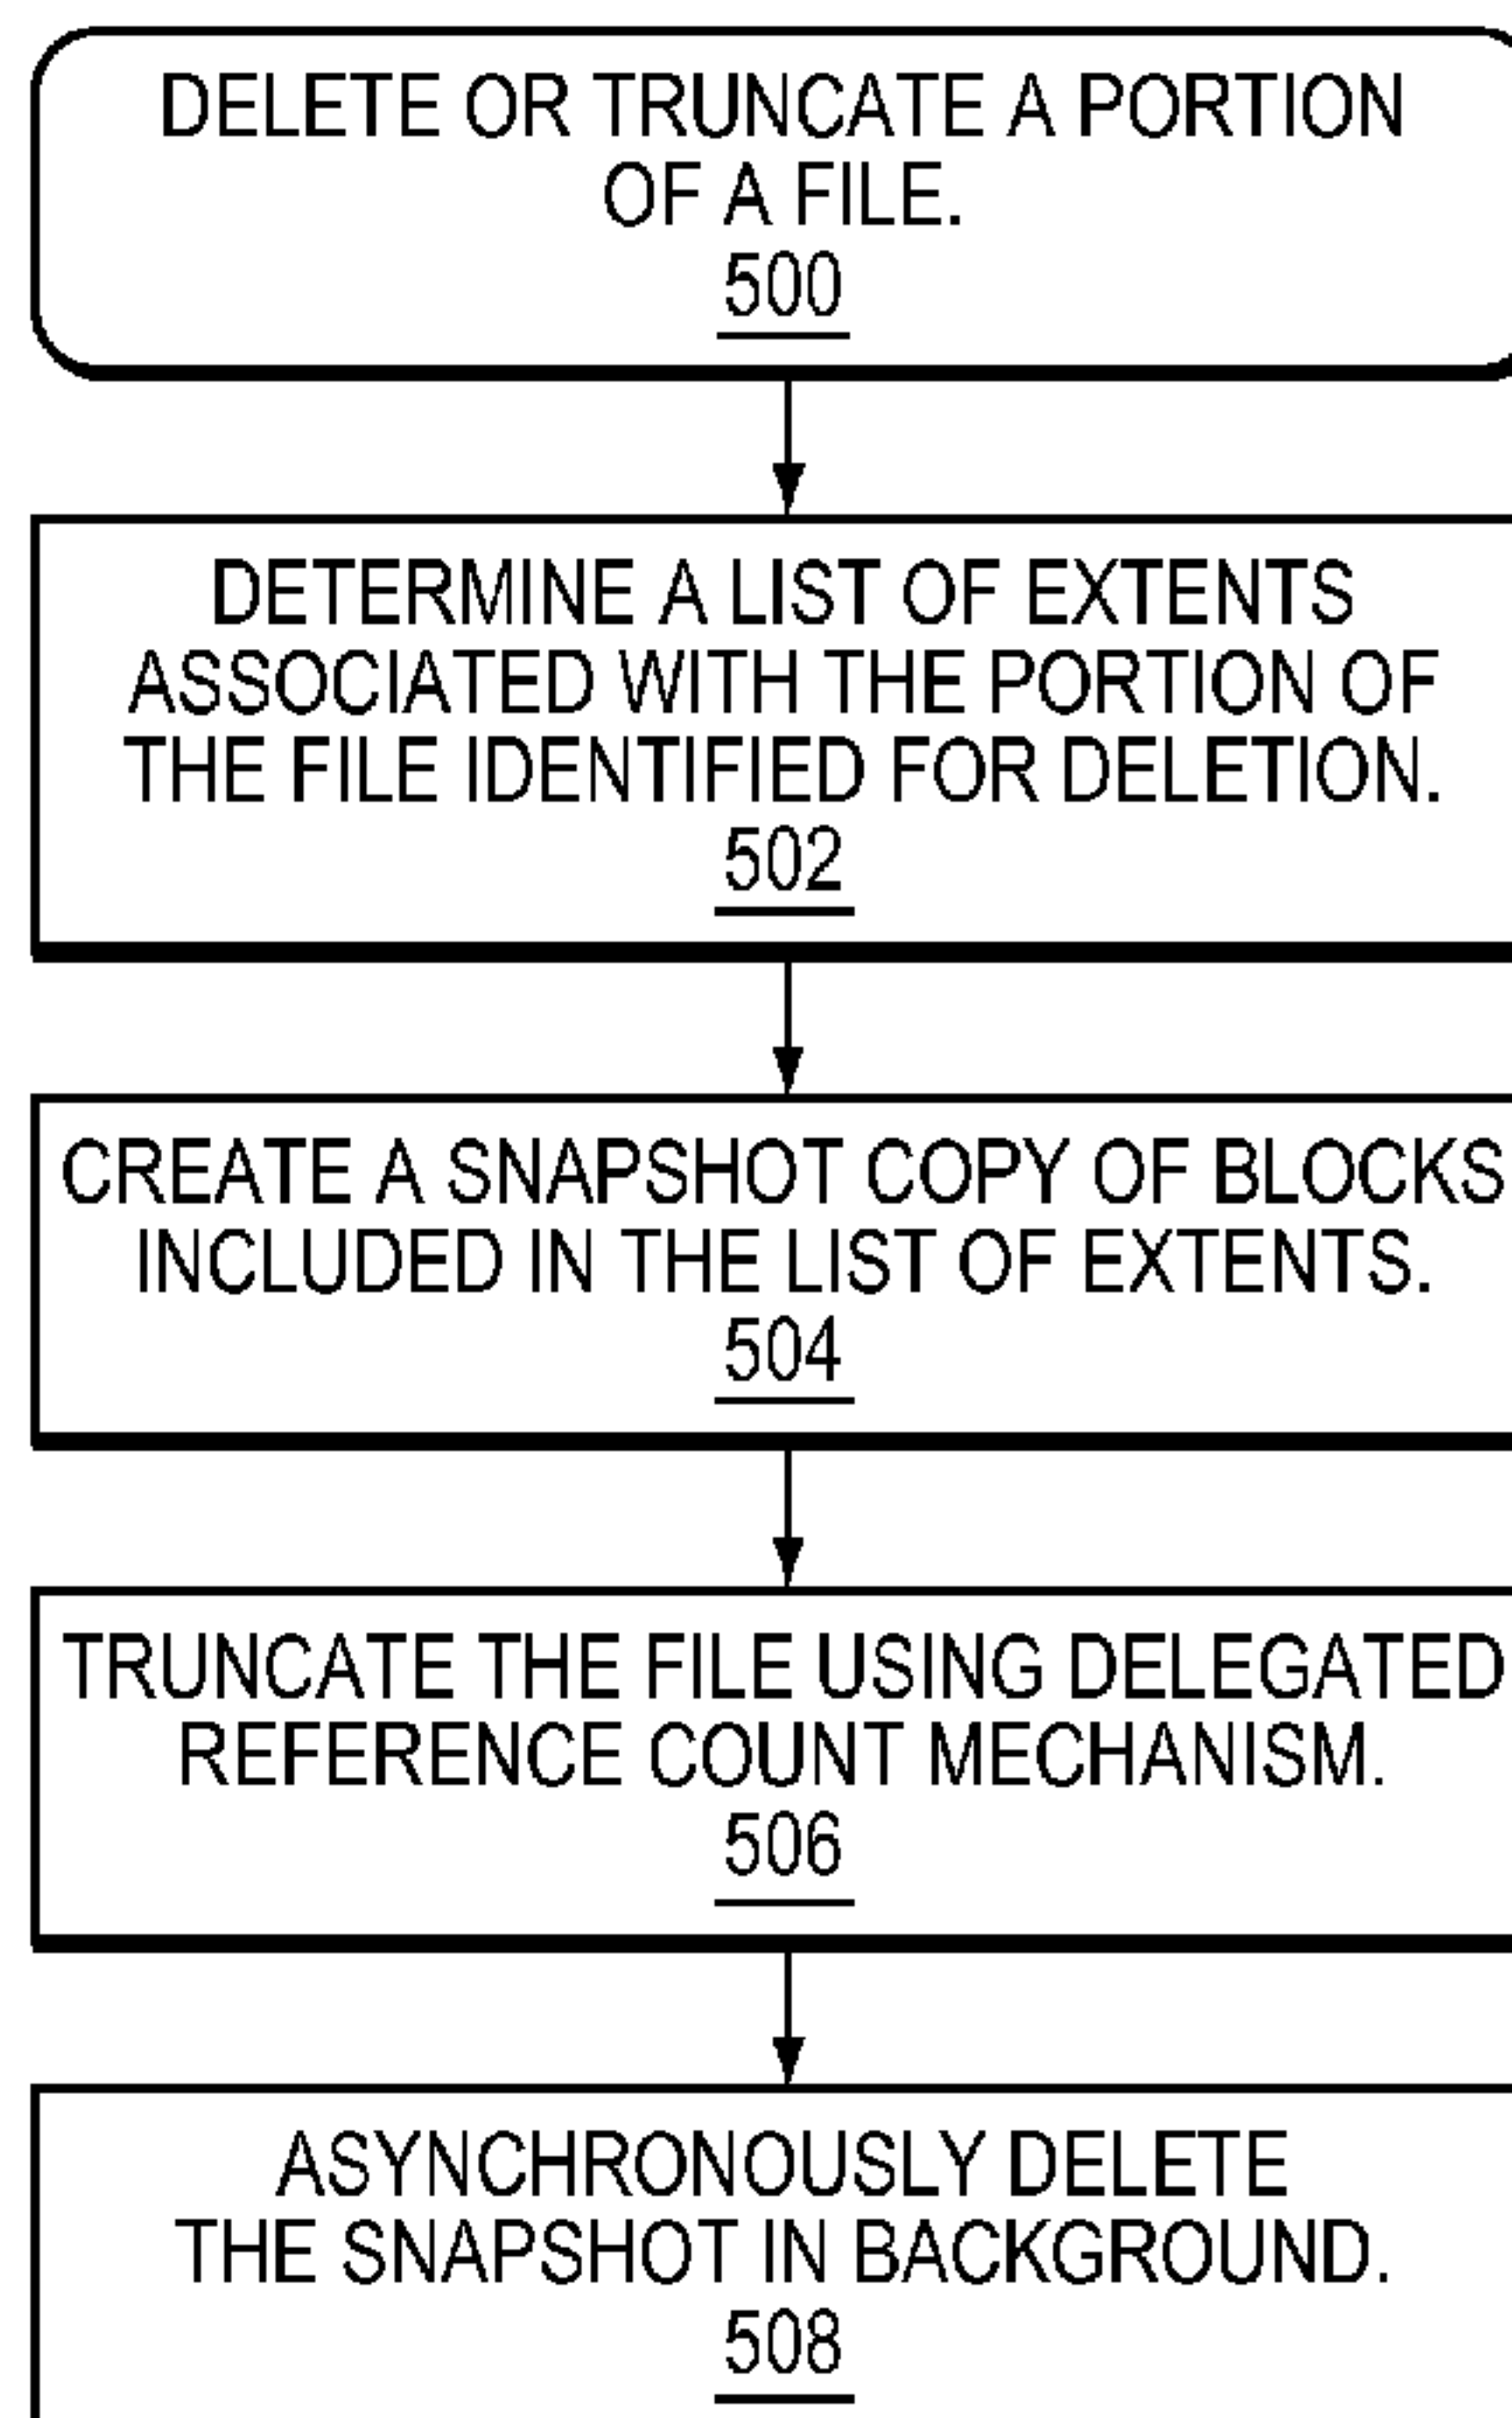 DELETE OR TRUNCATE A PORTION
OF A FILE.
500
DETERMINE A LIST OF EXTENTS
ASSOCIATED WITH THE PORTION OF
THE FILE IDENTIFIED FOR DELETION.
502
CREATE A SNAPSHOT COPY OF BLOCKS
INCLUDED IN THE LIST OF EXTENTS.
504
TRUNCATE THE FILE USING DELEGATED
REFERENCE COUNT MECHANISM.
506
ASYNCHRONOUSLY DELETE
THE SNAPSHOT IN BACKGROUND.
508